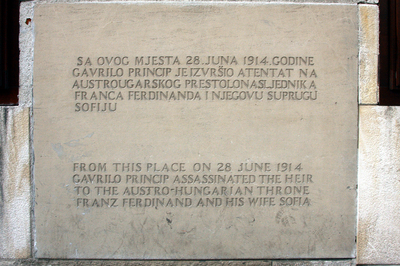 SA OVOG MJESTA 28. JUNA 1914. GODINE
GAVRILO PRINCIP JE IZVRŠIO ATENTAT NA
AUSTROUGARSKOG PRESTOLONASLJEDNIKA
FRANCA FERDINANDA I NJEGOVU SUPRUGU
SOFIJU
FROM THIS PLACE ON 28 JUNE 1914
GAVRILO PRINCIP ASSASSINATED THE HEIR
TO THE AUSTRO-HUNGARIAN THRONE
FRANZ FERDINAND AND HIS WIFE SOFIA